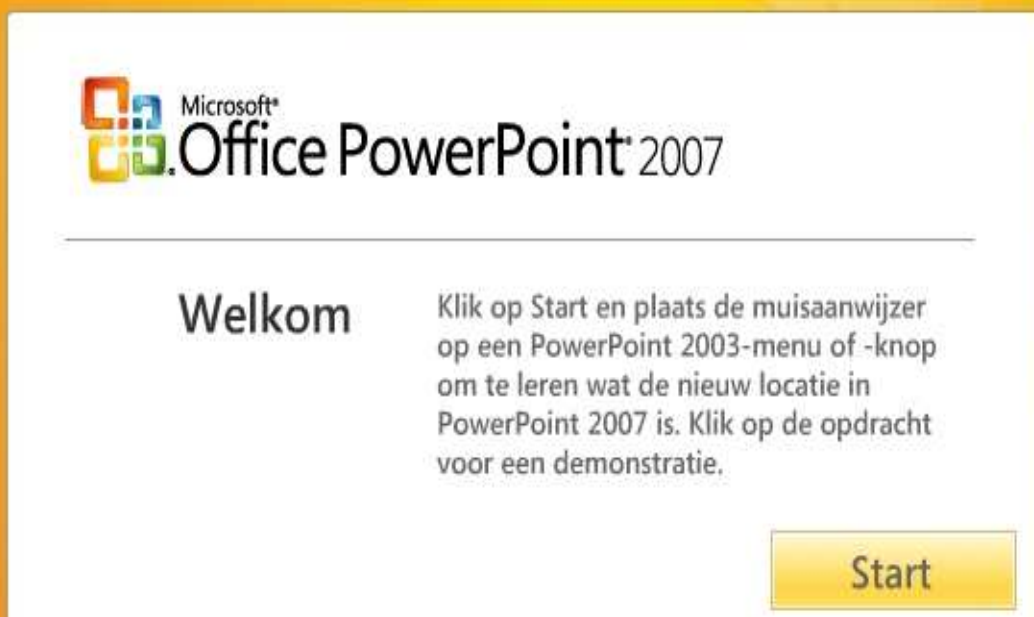 Microsoft®
Office PowerPoint® 2007
Welkom
Klik op Start en plaats de muisaanwijzer
op een PowerPoint 2003-menu of -knop
om te leren wat de nieuw locatie in
PowerPoint 2007 is. Klik op de opdracht
voor een demonstratie.
Start